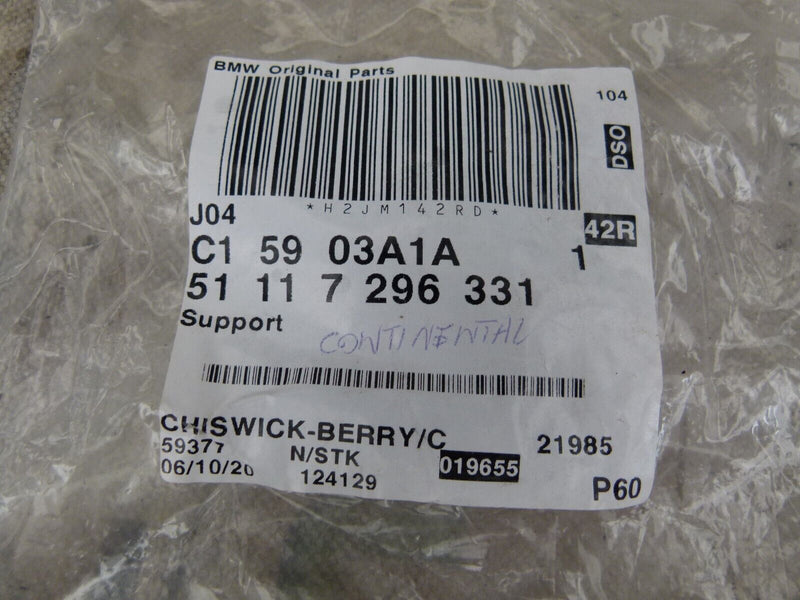 BMW Original Parts
104
DSO
*H2JM142RD*
J04
42R
C1 59 03A1A 1
51 11 7 296 331
Support
CONTINENTAL
CHISWICK-BERRY/C 21985
59377 N/STK 019655
06/10/20 124129
P60